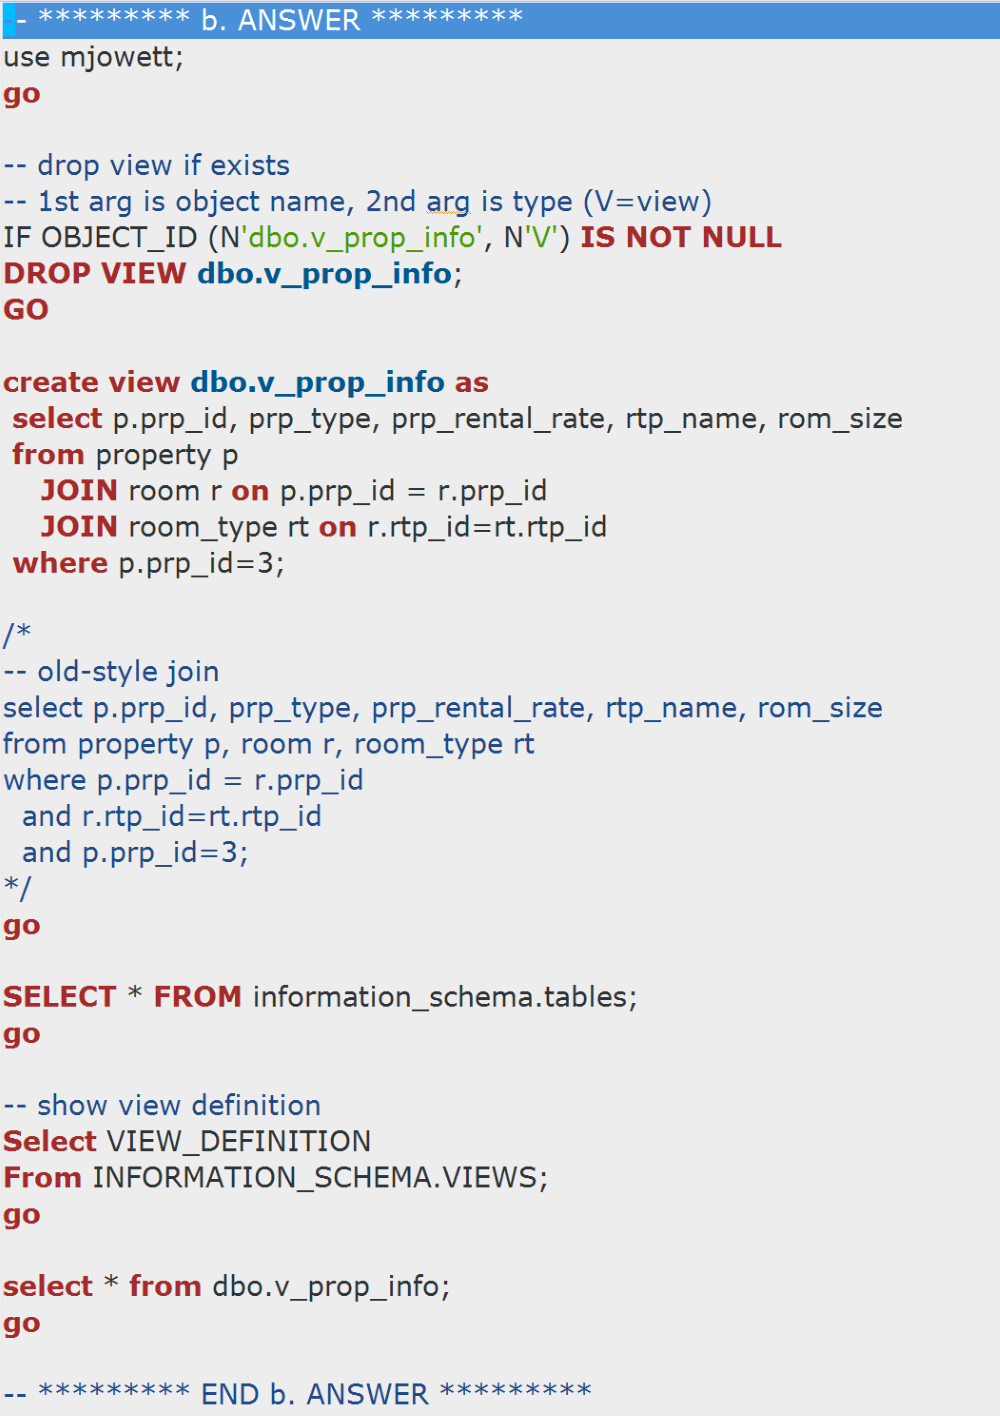 -- ********* b. ANSWER *********
use mjowett;
go
-- drop view if exists
-- 1st arg is object name, 2nd arg is type (V=view)
IF OBJECT_ID (N'dbo.v_prop_info', N'V') IS NOT NULL
DROP VIEW dbo.v_prop_info;
GO
create view dbo.v_prop_info as
select p.prp_id, prp_type, prp_rental_rate, rtp_name, rom_size
from property p
JOIN room r on p.prp_id = r.prp_id
JOIN room_type rt on r.rtp_id=rt.rtp_id
where p.prp_id=3;
/*
-- old-style join
select p.prp_id, prp_type, prp_rental_rate, rtp_name, rom_size
from property p, room r, room_type rt
where p.prp_id = r.prp_id
and r.rtp_id=rt.rtp_id
and p.prp_id=3;
*/
go
SELECT * FROM information_schema.tables;
go
-- show view definition
Select VIEW_DEFINITION
From INFORMATION_SCHEMA.VIEWS;
go
select * from dbo.v_prop_info;
go
-- ********* END b. ANSWER *********